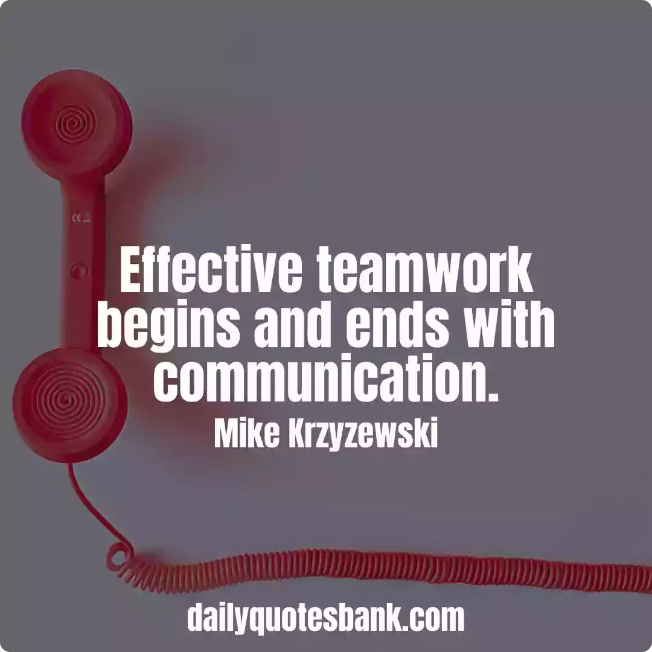 Effective teamwork
begins and ends with
communication.
Mike Krzyzewski
dailyquotesbank.com